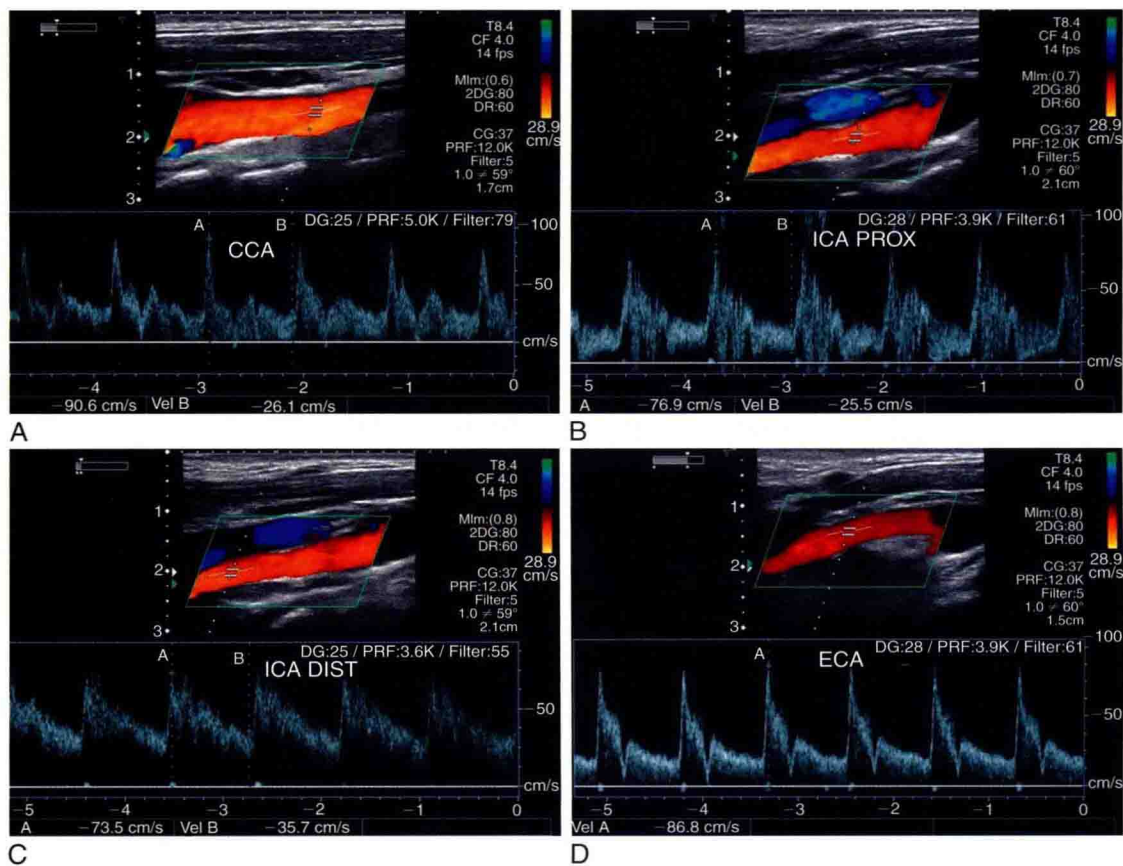 T8.4
CF 4.0
14 fps
MIm:(0.6)
2DG:80
DR:60
28.9
cm/s
CG:37
PRF:12.0K
Filter:5
1.0 ≠ 59°
1.7cm
1
2
3
A B DG:25 / PRF:5.0K / Filter:79
CCA
100
50
cm/s
-4 -3 -2 -1 0
-90.6 cm/s Vel B -26.1 cm/s
A
T8.4
CF 4.0
14 fps
MIm:(0.7)
2DG:80
DR:60
28.9
cm/s
CG:37
PRF:12.0K
Filter:5
1.0 ≠ 60°
2.1cm
1
2
3
A B DG:28 / PRF:3.9K / Filter:61
ICA PROX
100
50
cm/s
-5 -4 -3 -2 -1 0
A -76.9 cm/s Vel B -25.5 cm/s
B
T8.4
CF 4.0
14 fps
MIm:(0.8)
2DG:80
DR:60
28.9
cm/s
CG:37
PRF:12.0K
Filter:5
1.0 ≠ 59°
2.1cm
1
2
3
A B DG:25 / PRF:3.6K / Filter:55
ICA DIST
50
cm/s
-5 -4 -3 -2 -1 0
A -73.5 cm/s Vel B -35.7 cm/s
C
T8.4
CF 4.0
14 fps
MIm:(0.8)
2DG:80
DR:60
28.9
cm/s
CG:37
PRF:12.0K
Filter:5
1.0 ≠ 60°
1.5cm
1
2
3
A DG:28 / PRF:3.9K / Filter:61
ECA
100
50
cm/s
-5 -4 -3 -2 -1 0
Vel A -86.8 cm/s
D